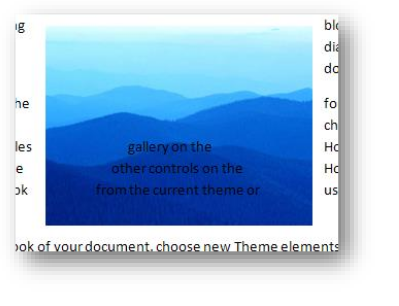 dia
do
he fo
ch
les gallery on the Ho
e other controls on the Ho
ok from the current theme or us
ook of your document, choose new Theme elements